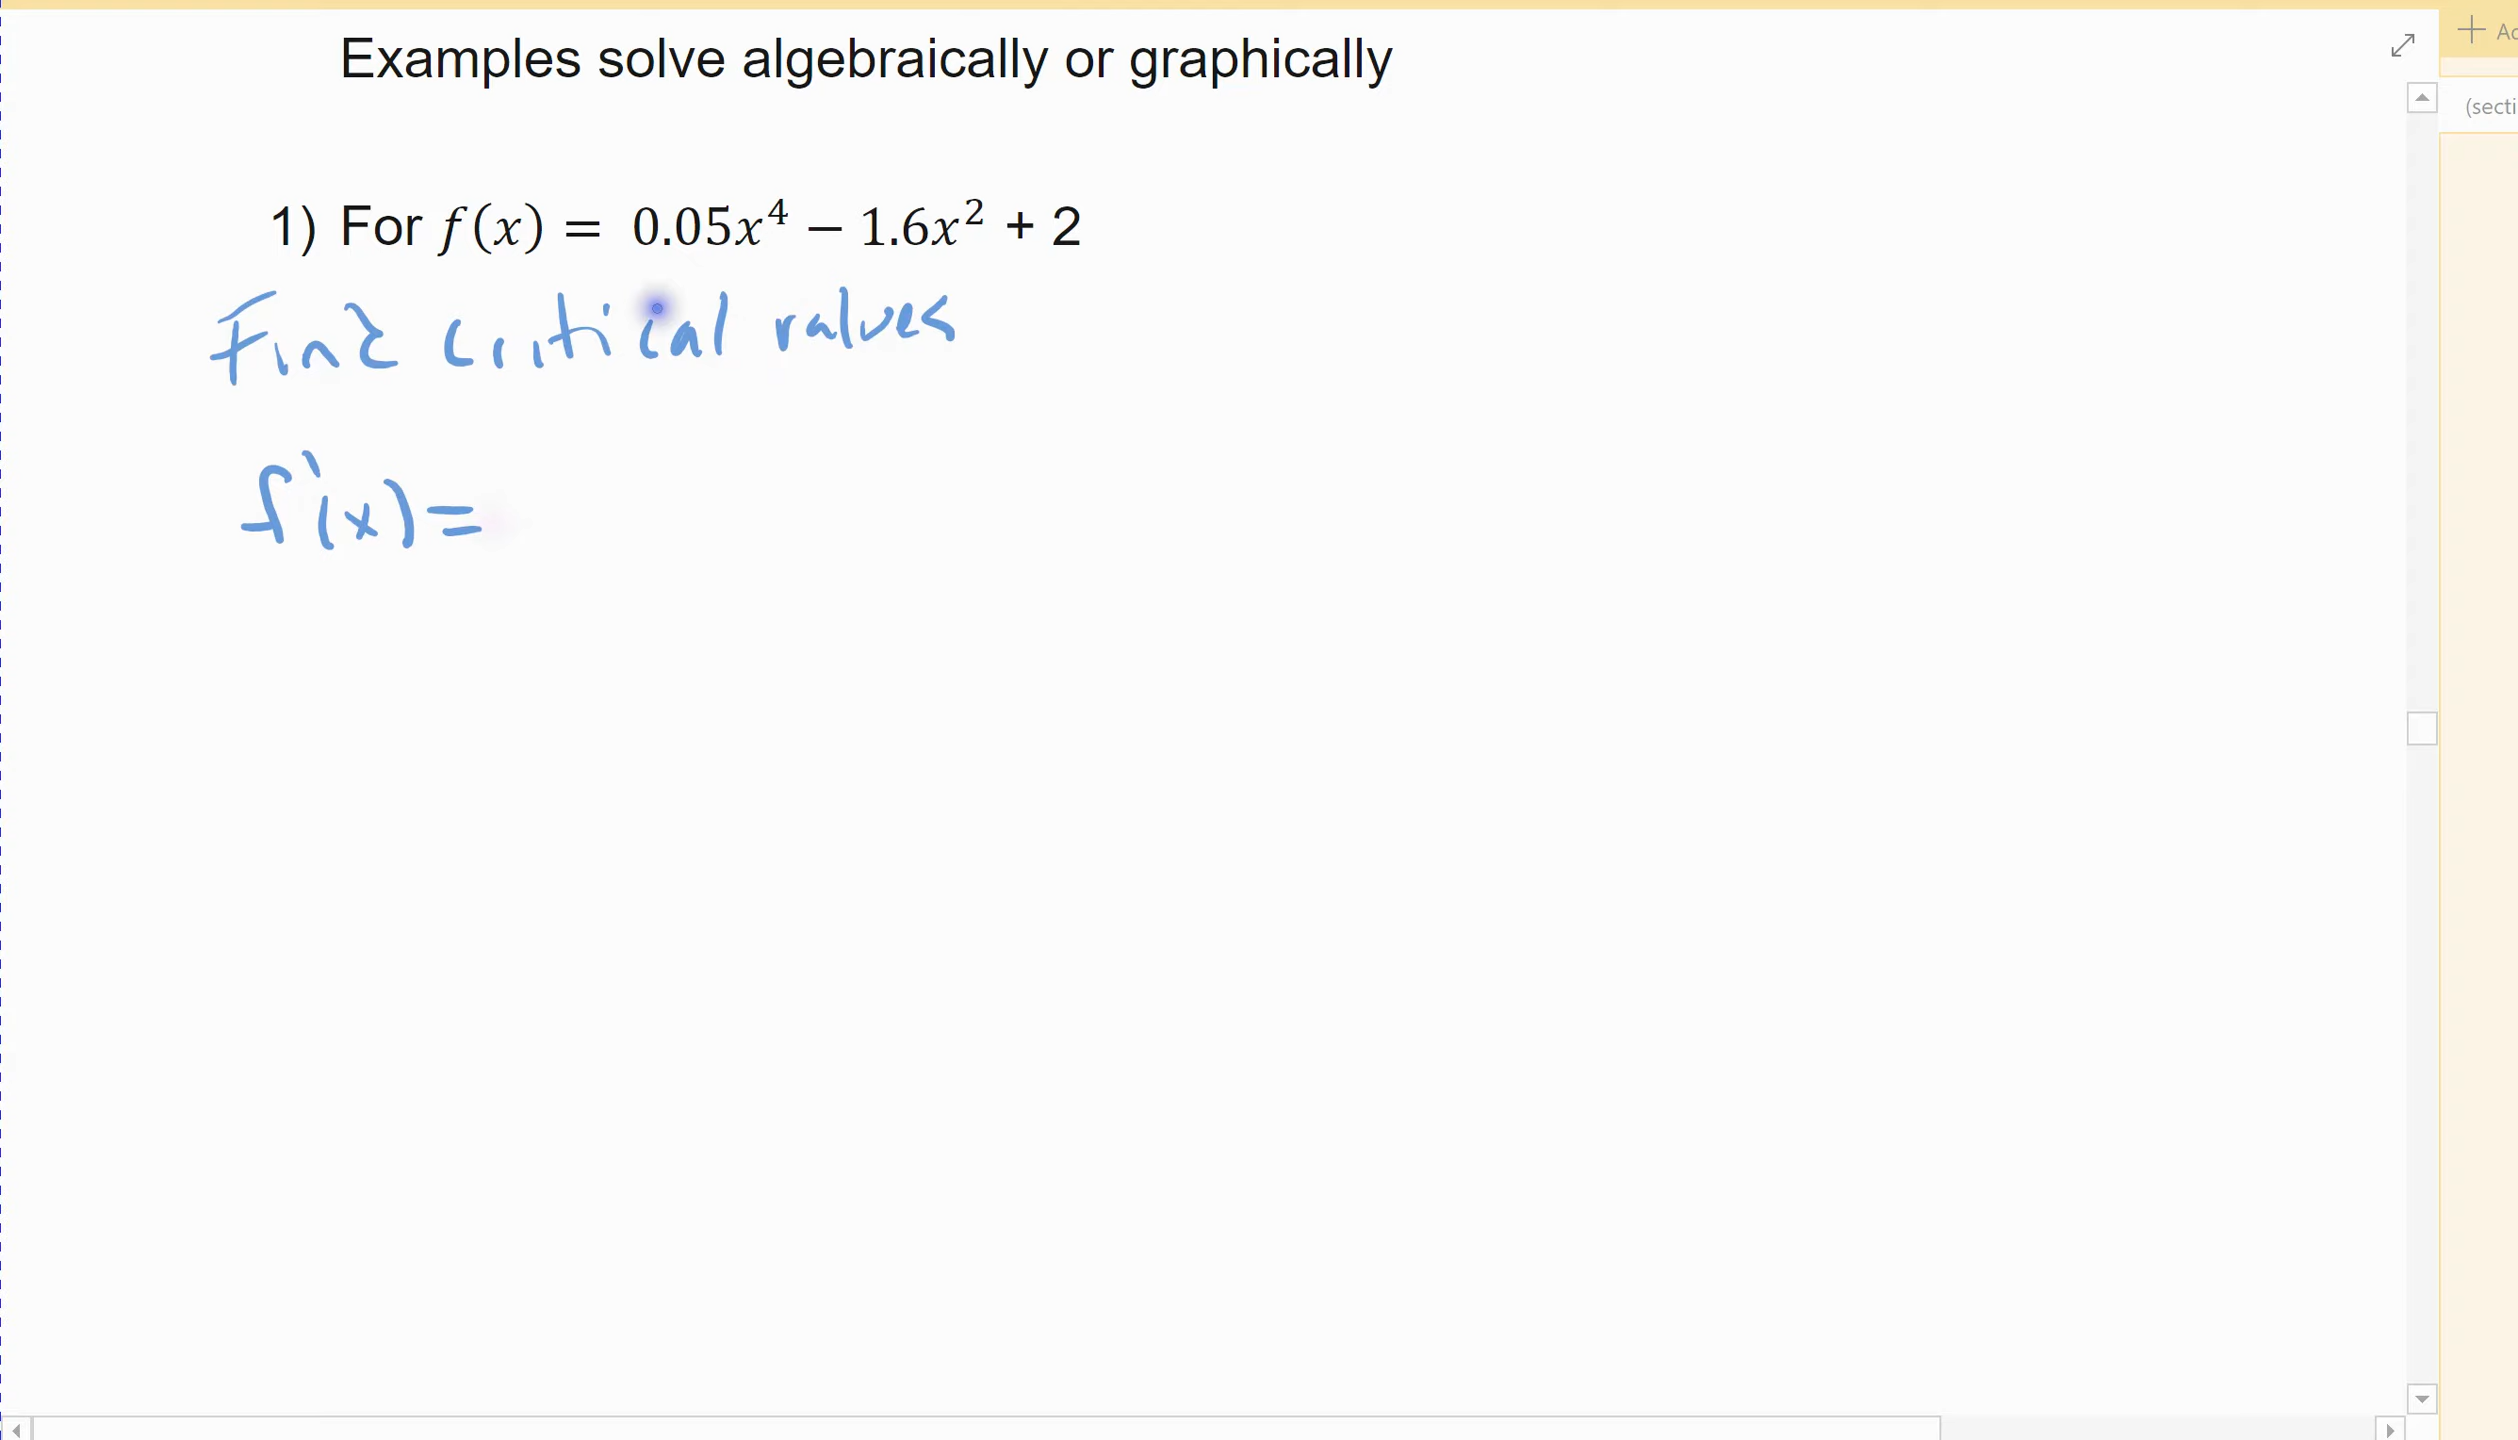 Examples solve algebraically or graphically
1) For f(x) = 0.05x⁴ − 1.6x² + 2
Find critical values
f'(x)=